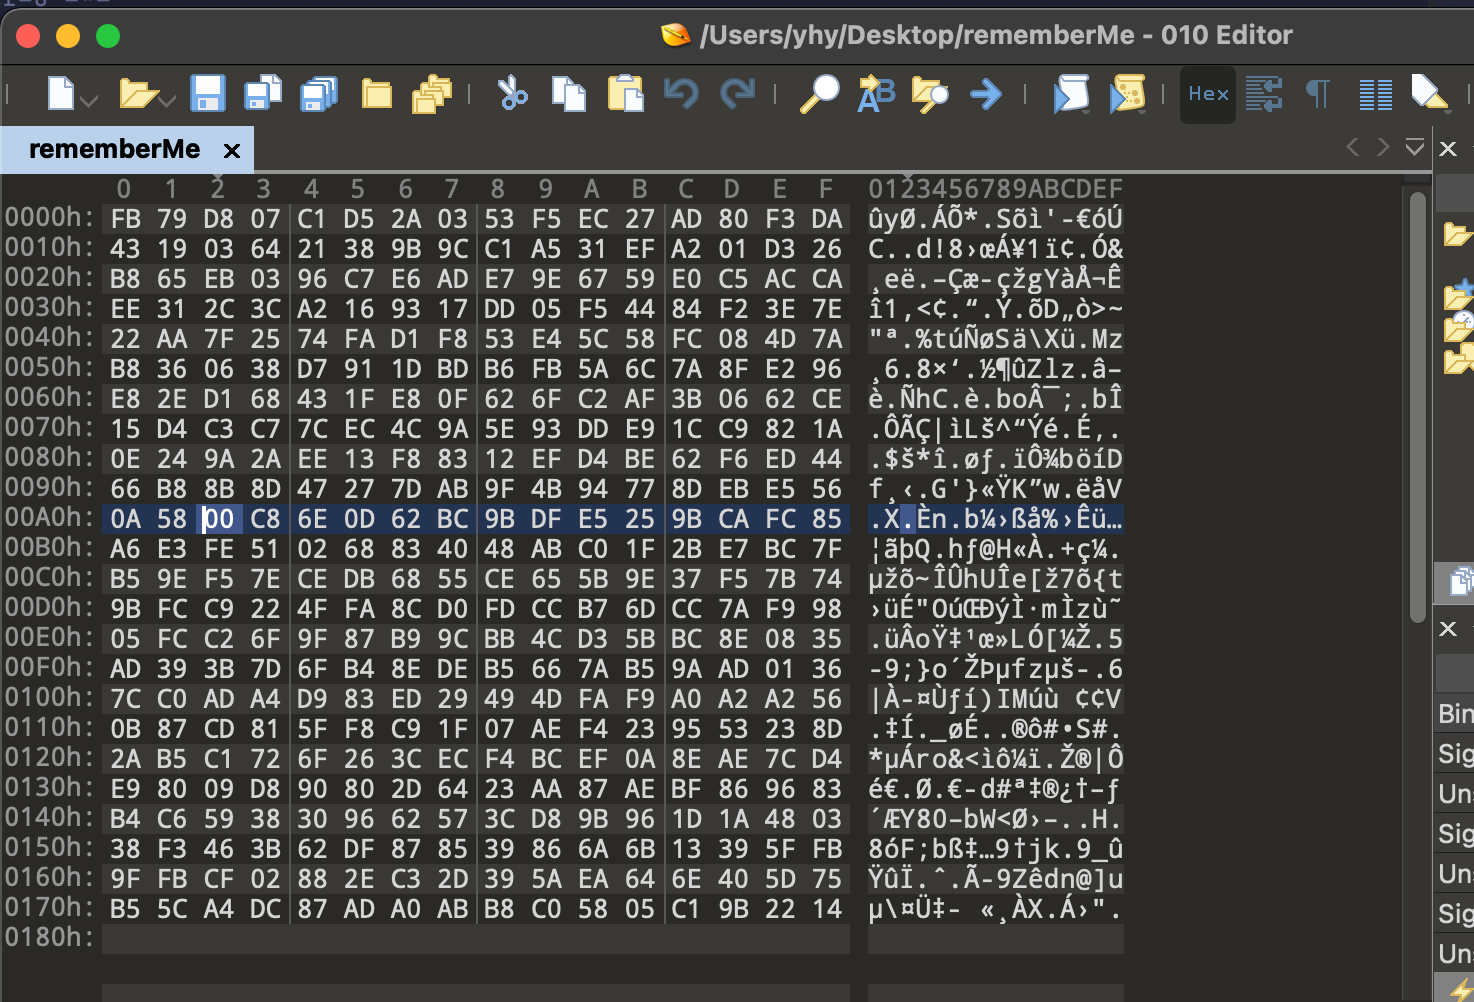 /Users/yhy/Desktop/rememberMe - 010 Editor
Hex
rememberMe
0 1 2 3 4 5 6 7 8 9 A B C D E F 0123456789ABCDEF
0000h: FB 79 D8 07 C1 D5 2A 03 53 F5 EC 27 AD 80 F3 DA ûyØ.ÁÕ*.Sõì'-€óÚ
0010h: 43 19 03 64 21 38 9B 9C C1 A5 31 EF A2 01 D3 26 C..d!8›œÁ¥1ï¢.Ó&
0020h: B8 65 EB 03 96 C7 E6 AD E7 9E 67 59 E0 C5 AC CA ¸eë.–Çæ-çžgYàÅ¬Ê
0030h: EE 31 2C 3C A2 16 93 17 DD 05 F5 44 84 F2 3E 7E î1,<¢.“.Ý.õD„ò>~
0040h: 22 AA 7F 25 74 FA D1 F8 53 E4 5C 58 FC 08 4D 7A "ª.%túÑøSä\Xü.Mz
0050h: B8 36 06 38 D7 91 1D BD B6 FB 5A 6C 7A 8F E2 96 ¸6.8×‘.½¶ûZlz.â–
0060h: E8 2E D1 68 43 1F E8 0F 62 6F C2 AF 3B 06 62 CE è.ÑhC.è.boÂ¯;.bÎ
0070h: 15 D4 C3 C7 7C EC 4C 9A 5E 93 DD E9 1C C9 82 1A .ÔÃÇ|ìLš^“Ýé.É‚.
0080h: 0E 24 9A 2A EE 13 F8 83 12 EF D4 BE 62 F6 ED 44 .$š*î.øƒ.ïÔ¾böíD
0090h: 66 B8 8B 8D 47 27 7D AB 9F 4B 94 77 8D EB E5 56 f¸‹.G'}«ŸK”w.ëåV
00A0h: 0A 58 00 C8 6E 0D 62 BC 9B DF E5 25 9B CA FC 85 .X.Èn.b¼›ßå%›Êü…
00B0h: A6 E3 FE 51 02 68 83 40 48 AB C0 1F 2B E7 BC 7F ¦ãþQ.hƒ@H«À.+ç¼.
00C0h: B5 9E F5 7E CE DB 68 55 CE 65 5B 9E 37 F5 7B 74 µžõ~ÎÛhUÎe[ž7õ{t
00D0h: 9B FC C9 22 4F FA 8C D0 FD CC B7 6D CC 7A F9 98 ›üÉ"OúŒÐýÌ·mÌzù˜
00E0h: 05 FC C2 6F 9F 87 B9 9C BB 4C D3 5B BC 8E 08 35 .üÂoŸ‡¹œ»LÓ[¼Ž.5
00F0h: AD 39 3B 7D 6F B4 8E DE B5 66 7A B5 9A AD 01 36 -9;}o´ŽÞµfzµš-.6
0100h: 7C C0 AD A4 D9 83 ED 29 49 4D FA F9 A0 A2 A2 56 |À-¤Ùƒí)IMúù ¢¢V
0110h: 0B 87 CD 81 5F F8 C9 1F 07 AE F4 23 95 53 23 8D .‡Í._øÉ..®ô#•S#.
0120h: 2A B5 C1 72 6F 26 3C EC F4 BC EF 0A 8E AE 7C D4 *µÁro&<ìô¼ï.Ž®|Ô
0130h: E9 80 09 D8 90 80 2D 64 23 AA 87 AE BF 86 96 83 é€.Ø.€-d#ª‡®¿†–ƒ
0140h: B4 C6 59 38 30 96 62 57 3C D8 9B 96 1D 1A 48 03 ´ÆY80–bW<Ø›–..H.
0150h: 38 F3 46 3B 62 DF 87 85 39 86 6A 6B 13 39 5F FB 8óF;bß‡…9†jk.9_û
0160h: 9F FB CF 02 88 2E C3 2D 39 5A EA 64 6E 40 5D 75 ŸûÏ.ˆ.Ã-9Zêdn@]u
0170h: B5 5C A4 DC 87 AD A0 AB B8 C0 58 05 C1 9B 22 14 µ\¤Ü‡- «¸ÀX.Á›".
0180h:
Bin
Sig
Uns
Sig
Uns
Sig
Uns